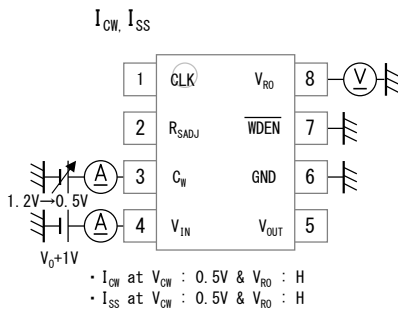 I_CW, I_SS
1 CLK V_RO 8 V
2 R_SADJ WDEN 7
A 3 C_W GND 6
1.2V→0.5V
A 4 V_IN V_OUT 5
V_0+1V
・I_CW at V_CW : 0.5V & V_RO : H
・I_SS at V_CW : 0.5V & V_RO : H